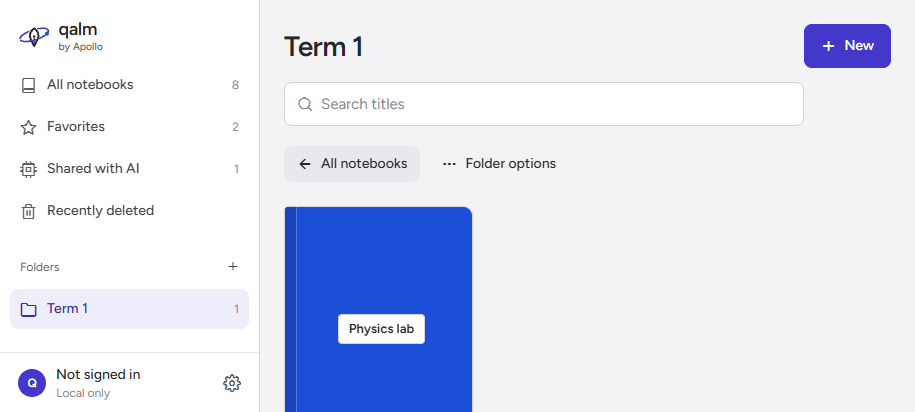 qalm
by Apollo
All notebooks 8
Favorites 2
Shared with AI 1
Recently deleted
Folders +
Term 1 1
Q Not signed in
Local only
Term 1
+ New
Search titles
← All notebooks
··· Folder options
Physics lab